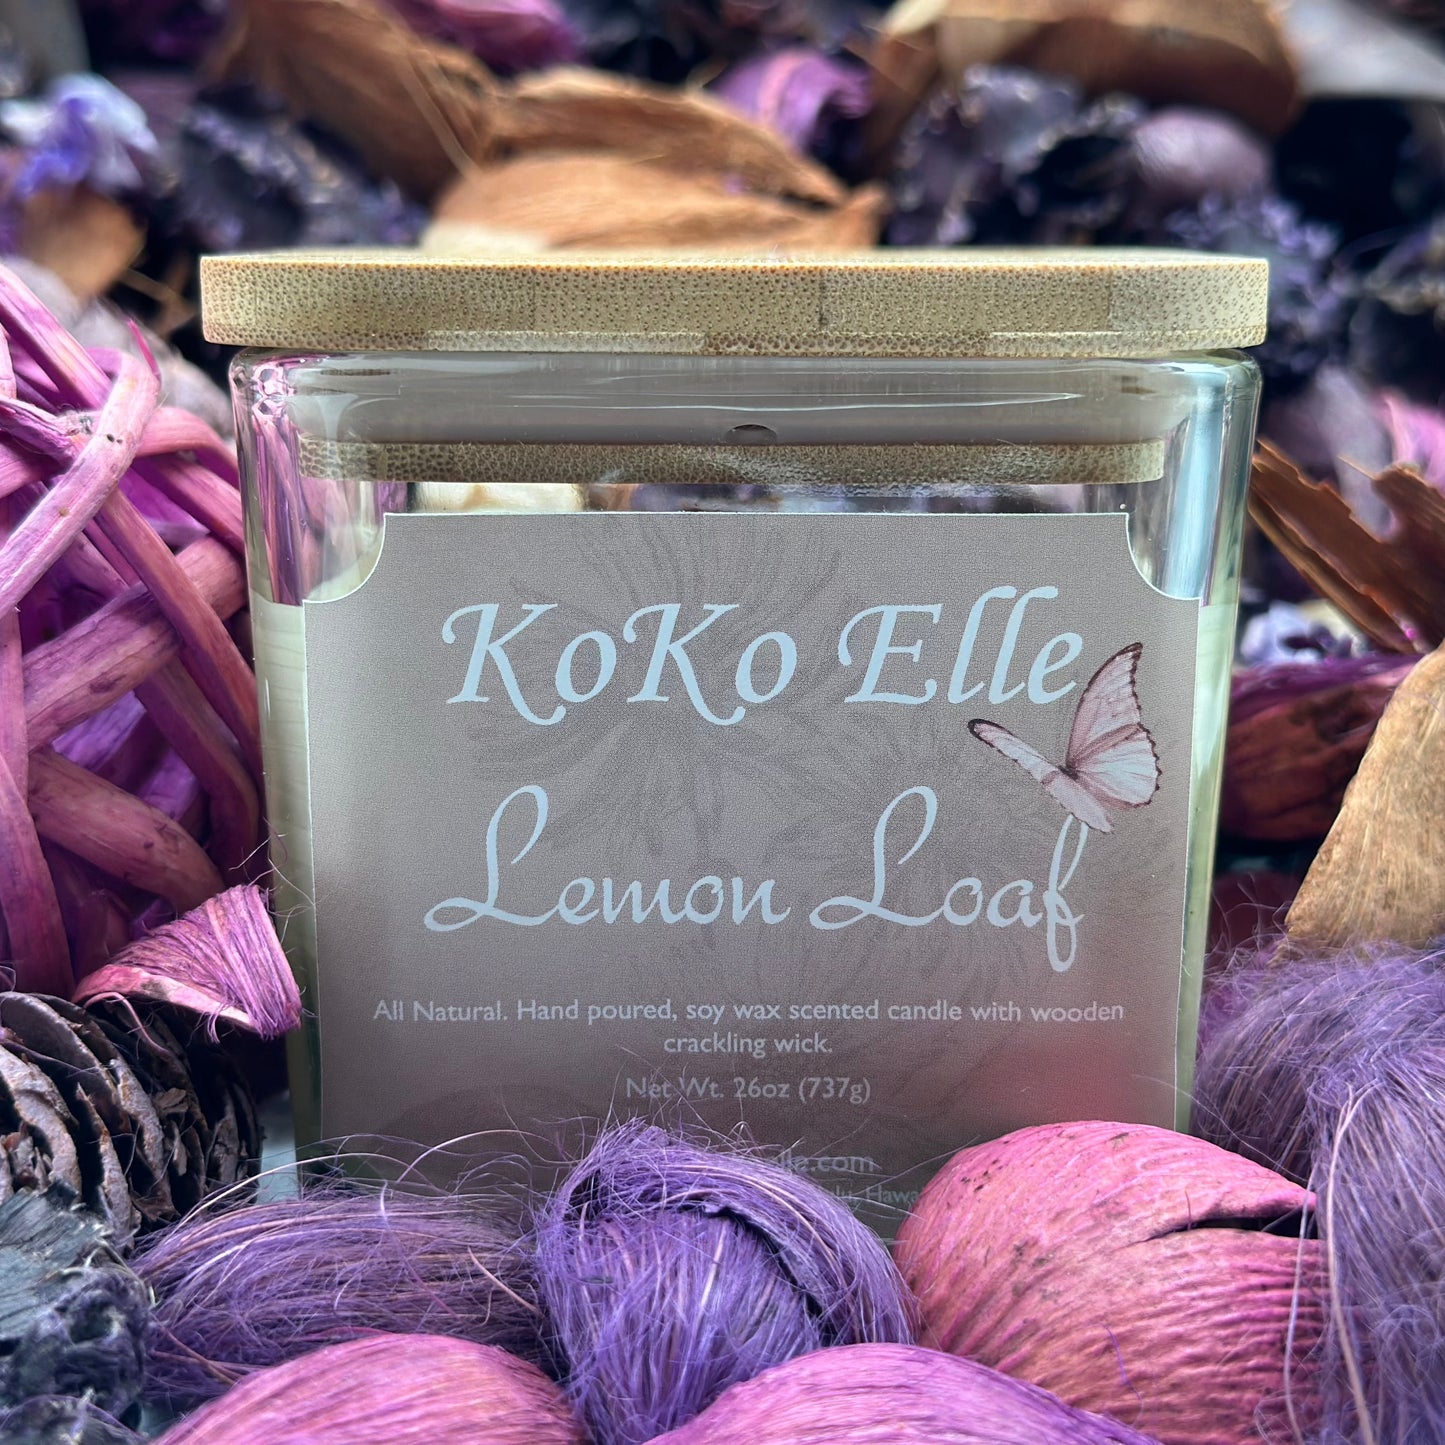 KoKo Elle
Lemon Loaf
All Natural. Hand poured, soy wax scented candle with wooden
crackling wick.
Net Wt. 26oz (737g)